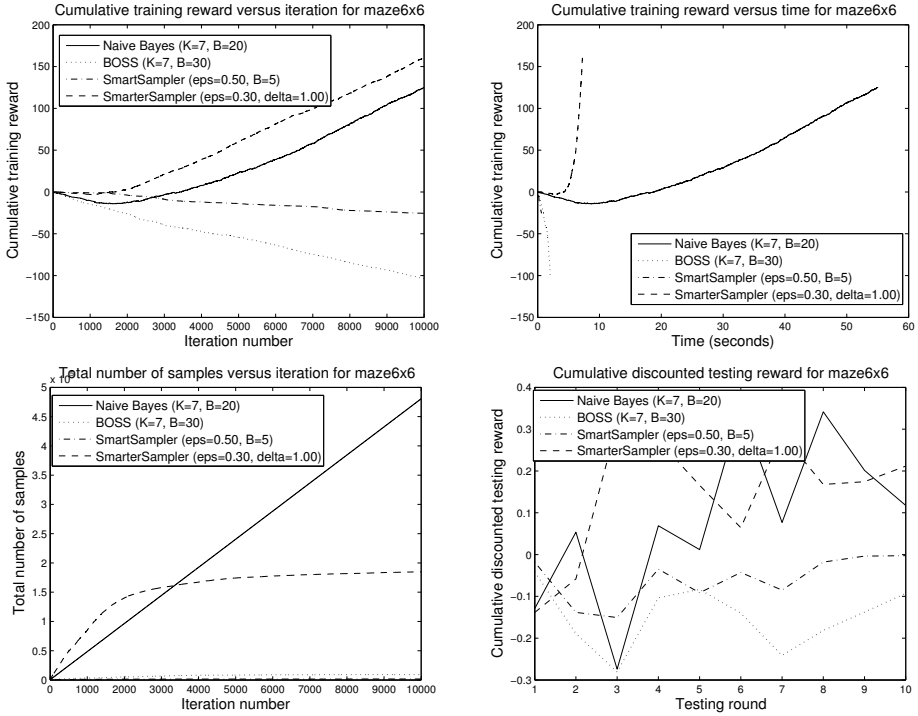 Cumulative training reward versus iteration for maze6x6
200
150
100
50
0
−50
−100
−150
Cumulative training reward
Naive Bayes (K=7, B=20)
BOSS (K=7, B=30)
SmartSampler (eps=0.50, B=5)
SmarterSampler (eps=0.30, delta=1.00)
0 1000 2000 3000 4000 5000 6000 7000 8000 9000 10000
Iteration number
Cumulative training reward versus time for maze6x6
200
150
100
50
0
−50
−100
−150
Cumulative training reward
Naive Bayes (K=7, B=20)
BOSS (K=7, B=30)
SmartSampler (eps=0.50, B=5)
SmarterSampler (eps=0.30, delta=1.00)
0 10 20 30 40 50 60
Time (seconds)
Total number of samples versus iteration for maze6x6
5
4.5
4
3.5
3
2.5
2
1.5
1
0.5
0
Total number of samples
Naive Bayes (K=7, B=20)
BOSS (K=7, B=30)
SmartSampler (eps=0.50, B=5)
SmarterSampler (eps=0.30, delta=1.00)
0 1000 2000 3000 4000 5000 6000 7000 8000 9000 10000
Iteration number
Cumulative discounted testing reward for maze6x6
0.4
0.3
0.2
0.1
0
−0.1
−0.2
−0.3
Cumulative discounted testing reward
Naive Bayes (K=7, B=20)
BOSS (K=7, B=30)
SmartSampler (eps=0.50, B=5)
SmarterSampler (eps=0.30, delta=1.00)
1 2 3 4 5 6 7 8 9 10
Testing round